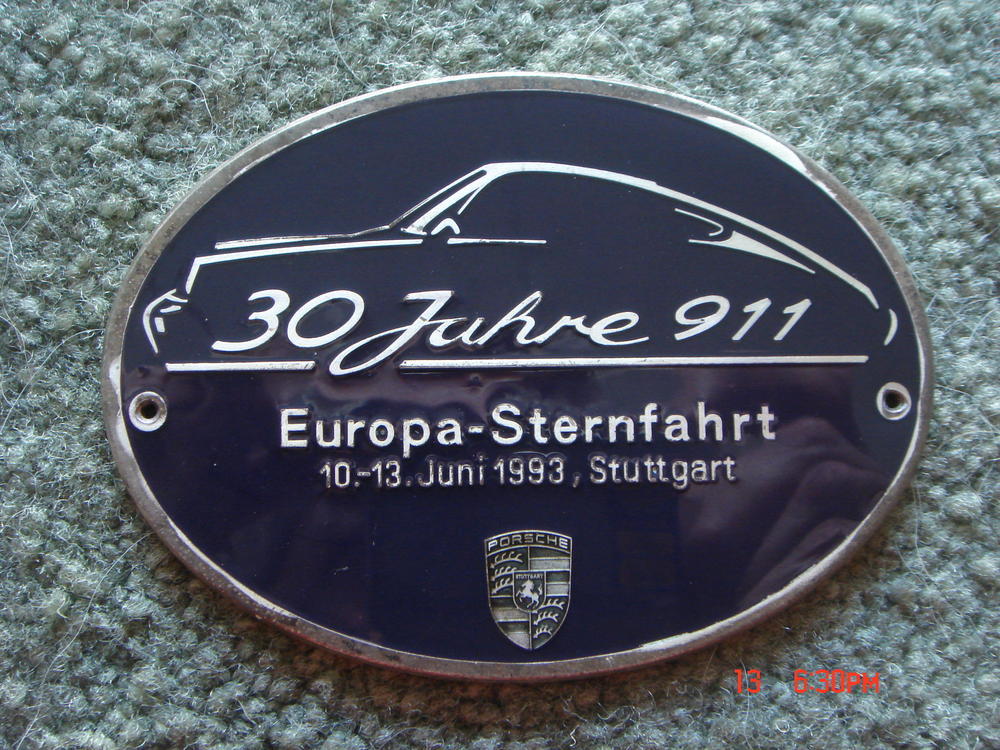 30 Jahre 911
Europa-Sternfahrt
10.-13. Juni 1993, Stuttgart
PORSCHE
STUTTGART
13 6:30PM